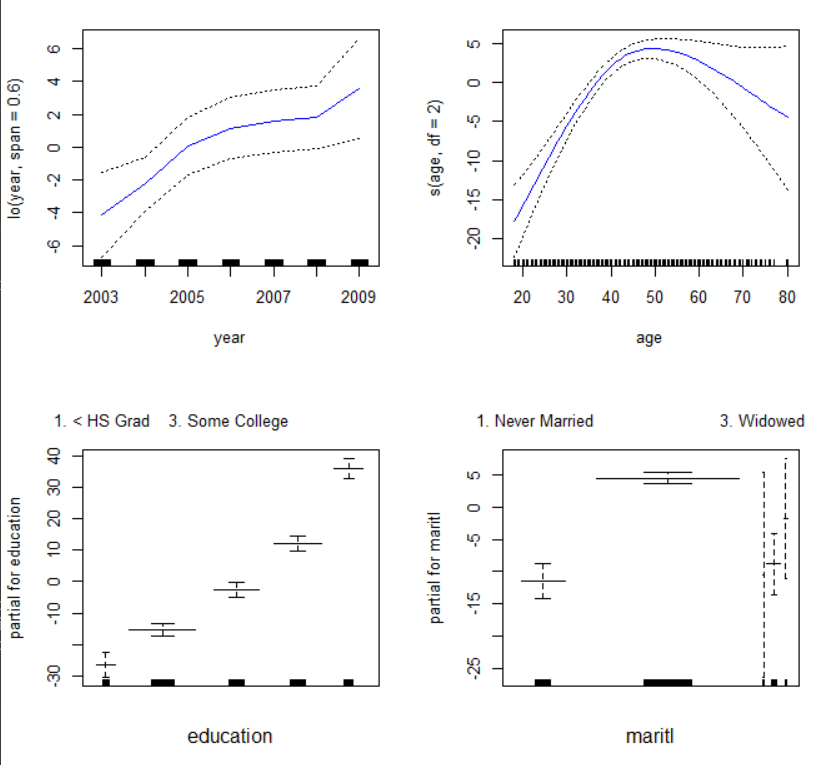 lo(year, span = 0.6)
6
4
2
0
-2
-4
-6
2003 2005 2007 2009
year
s(age, df = 2)
5
0
-5
-10
-15
-20
20 30 40 50 60 70 80
age
1. < HS Grad 3. Some College
partial for education
40
30
20
10
0
-10
-30
education
1. Never Married 3. Widowed
partial for maritl
5
0
-5
-15
-25
maritl